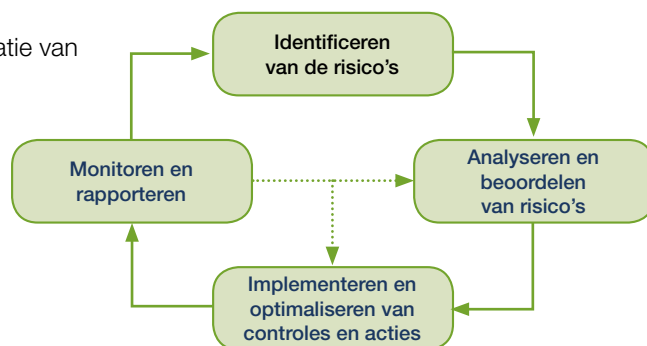 atie van
Identificeren
van de risico's
Monitoren en
rapporteren
Analyseren en
beoordelen
van risico's
Implementeren en
optimaliseren van
controles en acties